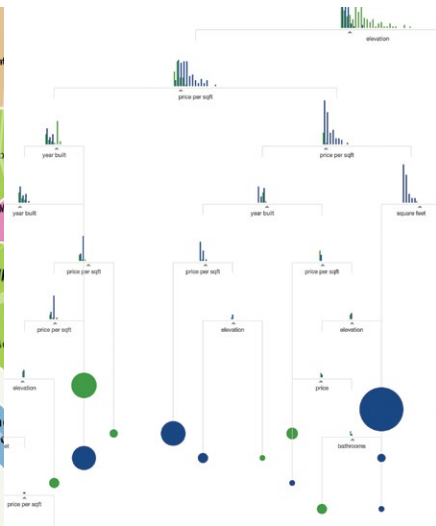 elevation
price per sqft
year built
price per sqft
year built
year built
square feet
price per sqft
price per sqft
price per sqft
price per sqft
elevation
elevation
elevation
price
bathrooms
price per sqft